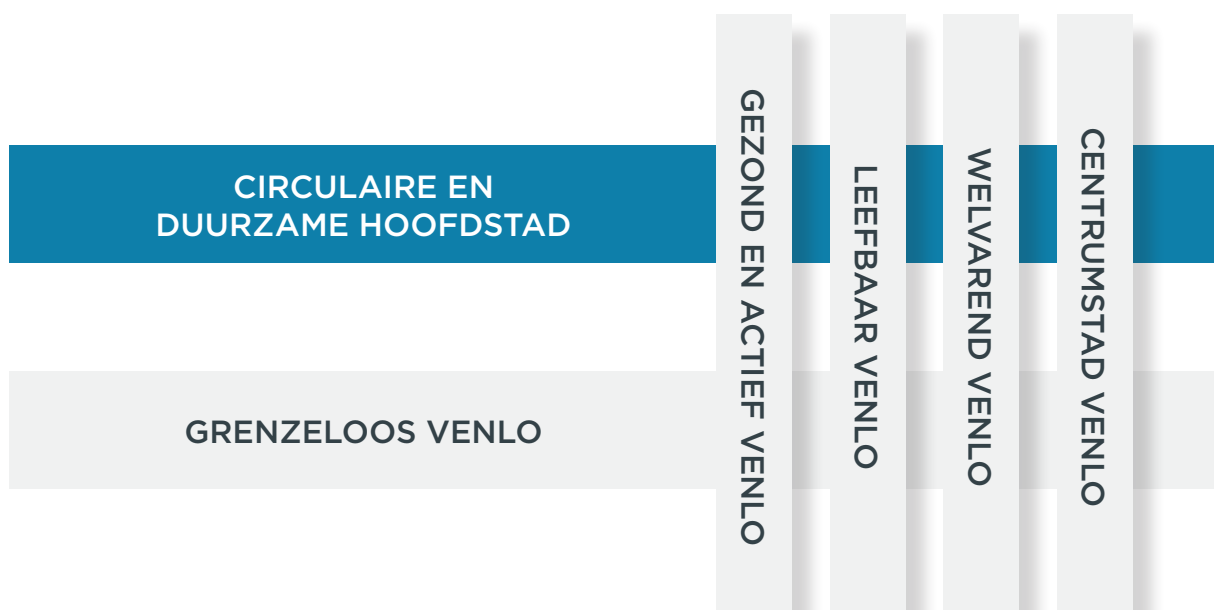 CIRCULAIRE EN
DUURZAME HOOFDSTAD
GRENZELOOS VENLO
GEZOND EN ACTIEF VENLO
LEEFBAAR VENLO
WELVAREND VENLO
CENTRUMSTAD VENLO